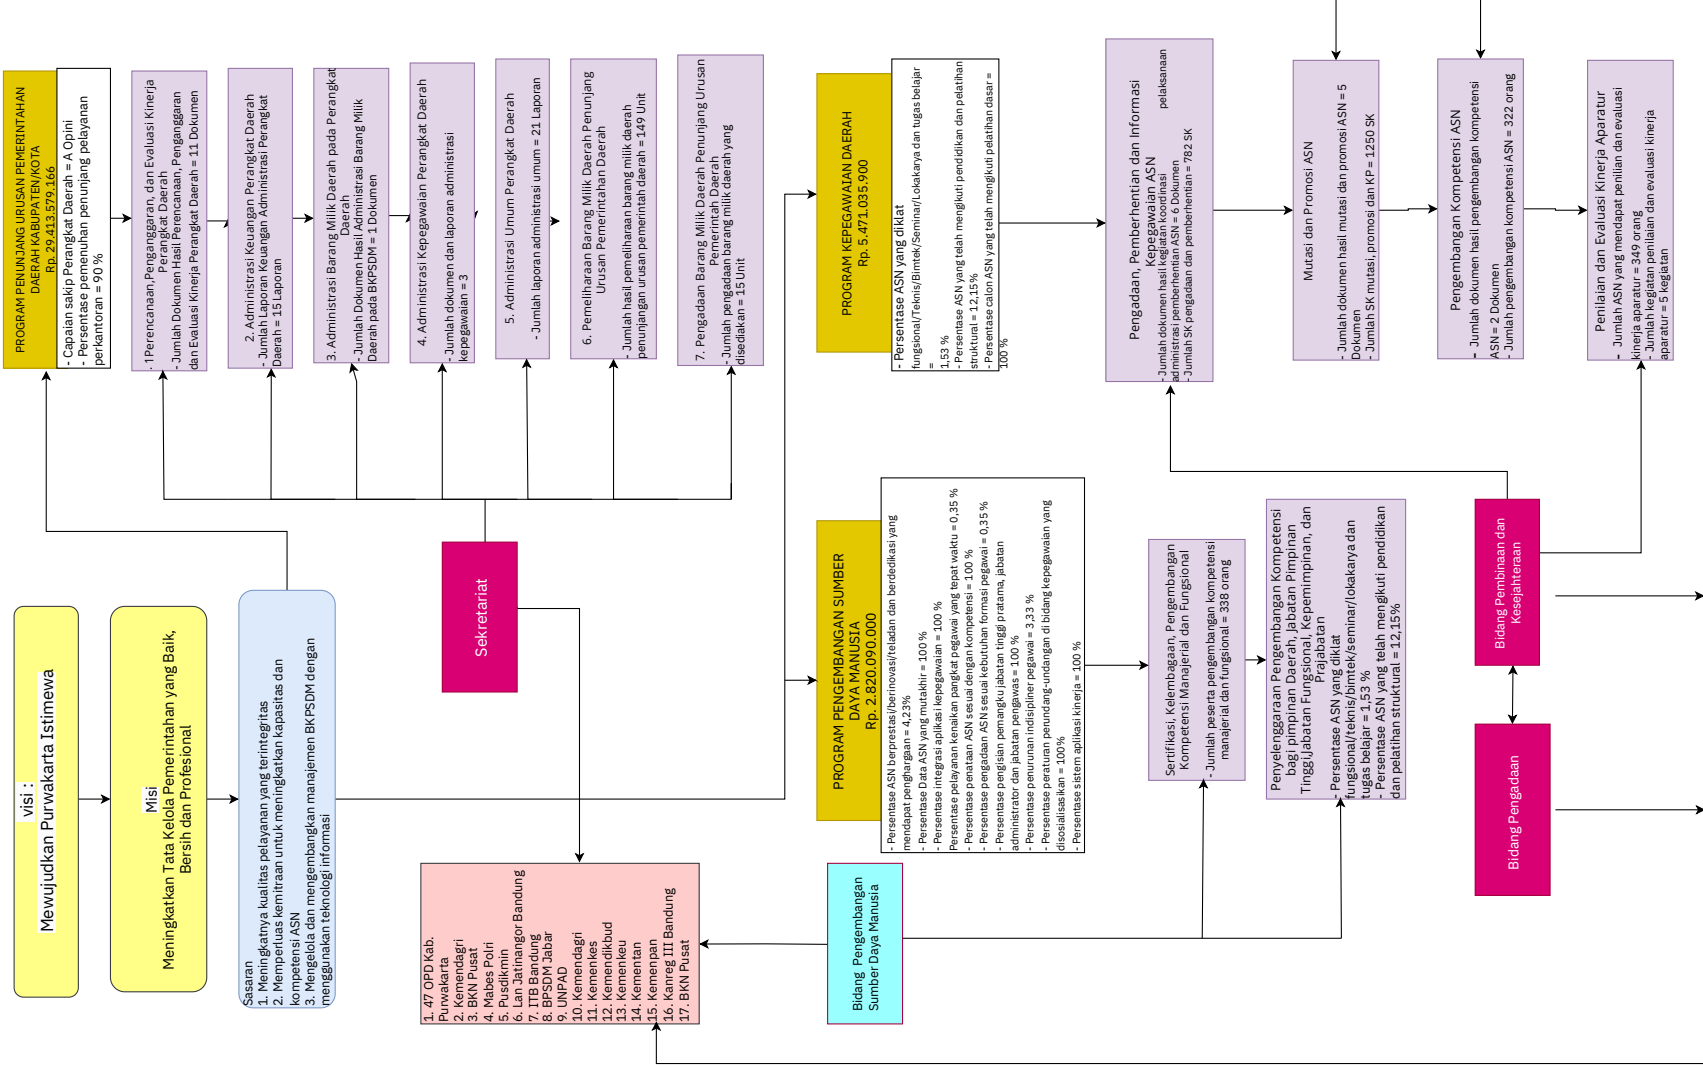 visi :
Mewujudkan Purwakarta Istimewa
Misi
Meningkatkan Tata Kelola Pemerintahan yang Baik,
Bersih dan Profesional
Sasaran
1. Meningkatnya kualitas pelayanan yang terintegritas
2. Memperluas kemitraan untuk meningkatkan kapasitas dan
kompetensi ASN
3. Mengelola dan mengembangkan manajemen BKPSDM dengan
menggunakan teknologi informasi
PROGRAM PENUNJANG URUSAN PEMERINTAHAN
DAERAH KABUPATEN/KOTA
Rp. 29.413.579.166
- Capaian sakip Perangkat Daerah = A Opini
- Persentase pemenuhan penunjang pelayanan
perkantoran = 90 %
. 1 Perencanaan,Penganggaran, dan Evaluasi Kinerja
Perangkat Daerah
- Jumlah Dokumen Hasil Perencanaan, Penganggaran
dan Evaluasi Kinerja Perangkat Daerah = 11 Dokumen
2. Administrasi Keuangan Perangkat Daerah
- Jumlah Laporan Keuangan Administrasi Perangkat
Daerah = 15 Laporan
3. Administrasi Barang Milik Daerah pada Perangkat
Daerah
- Jumlah Dokumen Hasil Administrasi Barang Milik
Daerah pada BKPSDM = 1 Dokumen
4. Administrasi Kepegawaian Perangkat Daerah
- Jumlah dokumen dan laporan administrasi
kepegawaian = 3
5. Administrasi Umum Perangkat Daerah
- Jumlah laporan administrasi umum = 21 Laporan
6. Pemeliharaan Barang Milik Daerah Penunjang
Urusan Pemerintahan Daerah
- Jumlah hasil pemeliharaan barang milik daerah
penunjangan urusan pemerintah daerah = 149 Unit
7. Pengadaan Barang Milik Daerah Penunjang Urusan
Pemerintah Daerah
- Jumlah pengadaan barang milik daerah yang
disediakan = 15 Unit
Sekretariat
1. 47 OPD Kab.
Purwakarta
2. Kemendagri
3. BKN Pusat
4. Mabes Polri
5. Pusdikmin
6. Lan Jatinangor Bandung
7. ITB Bandung
8. BPSDM Jabar
9. UNPAD
10. Kemendagri
11. Kemenkes
12. Kemendikbud
13. Kemenkeu
14. Kementan
15. Kemenpan
16. Kanreg III Bandung
17. BKN Pusat
PROGRAM KEPEGAWAIAN DAERAH
Rp. 5.471.035.900
- Persentase ASN yang diklat
fungsional/Teknis/Bimtek/Seminar/Lokakarya dan tugas belajar
=
1,53 %
- Persentase ASN yang telah mengikuti pendidikan dan pelatihan
struktural = 12,15%
- Persentase calon ASN yang telah mengikuti pelatihan dasar =
100 %
PROGRAM PENGEMBANGAN SUMBER
DAYA MANUSIA
Rp. 2.820.090.000
- Persentase ASN berprestasi/berinovasi/teladan dan berdedikasi yang
mendapat penghargaan = 4,23%
- Persentase Data ASN yang mutakhir = 100 %
- Persentase integrasi aplikasi kepegawaian = 100 %
Persentase pelayanan kenaikan pangkat pegawai yang tepat waktu = 0,35 %
- Persentase penataan ASN sesuai dengan kompetensi = 100 %
- Persentase pengadaan ASN sesuai kebutuhan formasi pegawai = 0,35 %
- Persentase pengisian pemangku jabatan tinggi pratama, jabatan
administrator dan jabatan pengawas = 100 %
- Persentase penurunan indisipliner pegawai = 3,33 %
- Persentase peraturan perundang-undangan di bidang kepegawaian yang
disosialisasikan = 100%
- Persentase sistem aplikasi kinerja = 100 %
Bidang Pengembangan
Sumber Daya Manusia
Pengadaan, Pemberhentian dan Informasi
Kepegawaian ASN
- Jumlah dokumen hasil kegiatan koordinasi pelaksanaan
administrasi pemberhentian ASN = 6 Dokumen
- Jumlah SK pengadaan dan pemberhentian = 782 SK
Mutasi dan Promosi ASN
- Jumlah dokumen hasil mutasi dan promosi ASN = 5
Dokumen
- Jumlah SK mutasi, promosi dan KP = 1250 SK
Pengembangan Kompetensi ASN
- Jumlah dokumen hasil pengembangan kompetensi
ASN = 2 Dokumen
- Jumlah pengembangan kompetensi ASN = 322 orang
Penilaian dan Evaluasi Kinerja Aparatur
- Jumlah ASN yang mendapat penilian dan evaluasi
kinerja aparatur = 349 orang
- Jumlah kegiatan penilaian dan evaluasi kinerja
aparatur = 5 kegiatan
Sertifikasi, Kelembagaan, Pengembangan
Kompetensi Manajerial dan Fungsional
- Jumlah peserta pengembangan kompetensi
manajerial dan fungsional = 338 orang
Penyelenggaraan Pengembangan Kompetensi
bagi pimpinan Daerah, Jabatan Pimpinan
Tinggi,Jabatan Fungsional, Kepemimpinan, dan
Prajabatan
- Persentase ASN yang diklat
fungsional/teknis/bimtek/seminar/lokakarya dan
tugas belajar = 1,53 %
- Persentase ASN yang telah mengikuti pendidikan
dan pelatihan struktural = 12,15%
Bidang Pembinaan dan
Kesejahteraan
Bidang Pengadaan